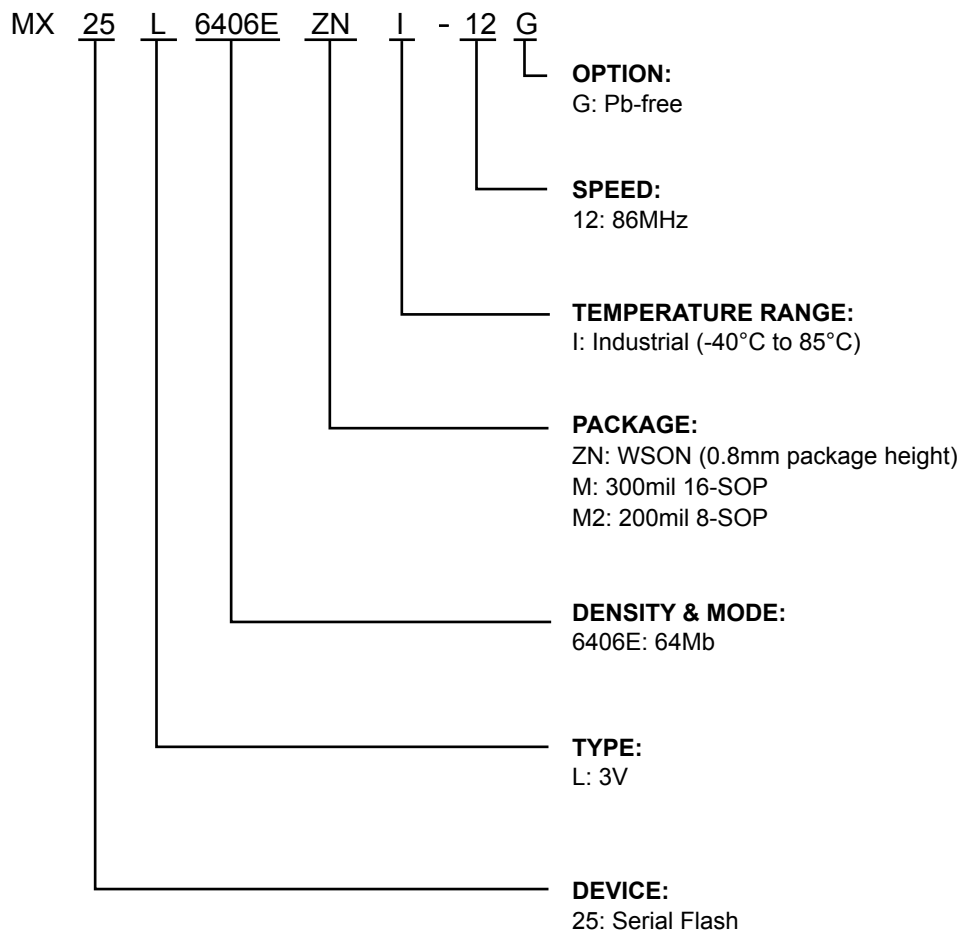 MX 25 L 6406E ZN I - 12 G
OPTION:
G: Pb-free
SPEED:
12: 86MHz
TEMPERATURE RANGE:
I: Industrial (-40°C to 85°C)
PACKAGE:
ZN: WSON (0.8mm package height)
M: 300mil 16-SOP
M2: 200mil 8-SOP
DENSITY & MODE:
6406E: 64Mb
TYPE:
L: 3V
DEVICE:
25: Serial Flash